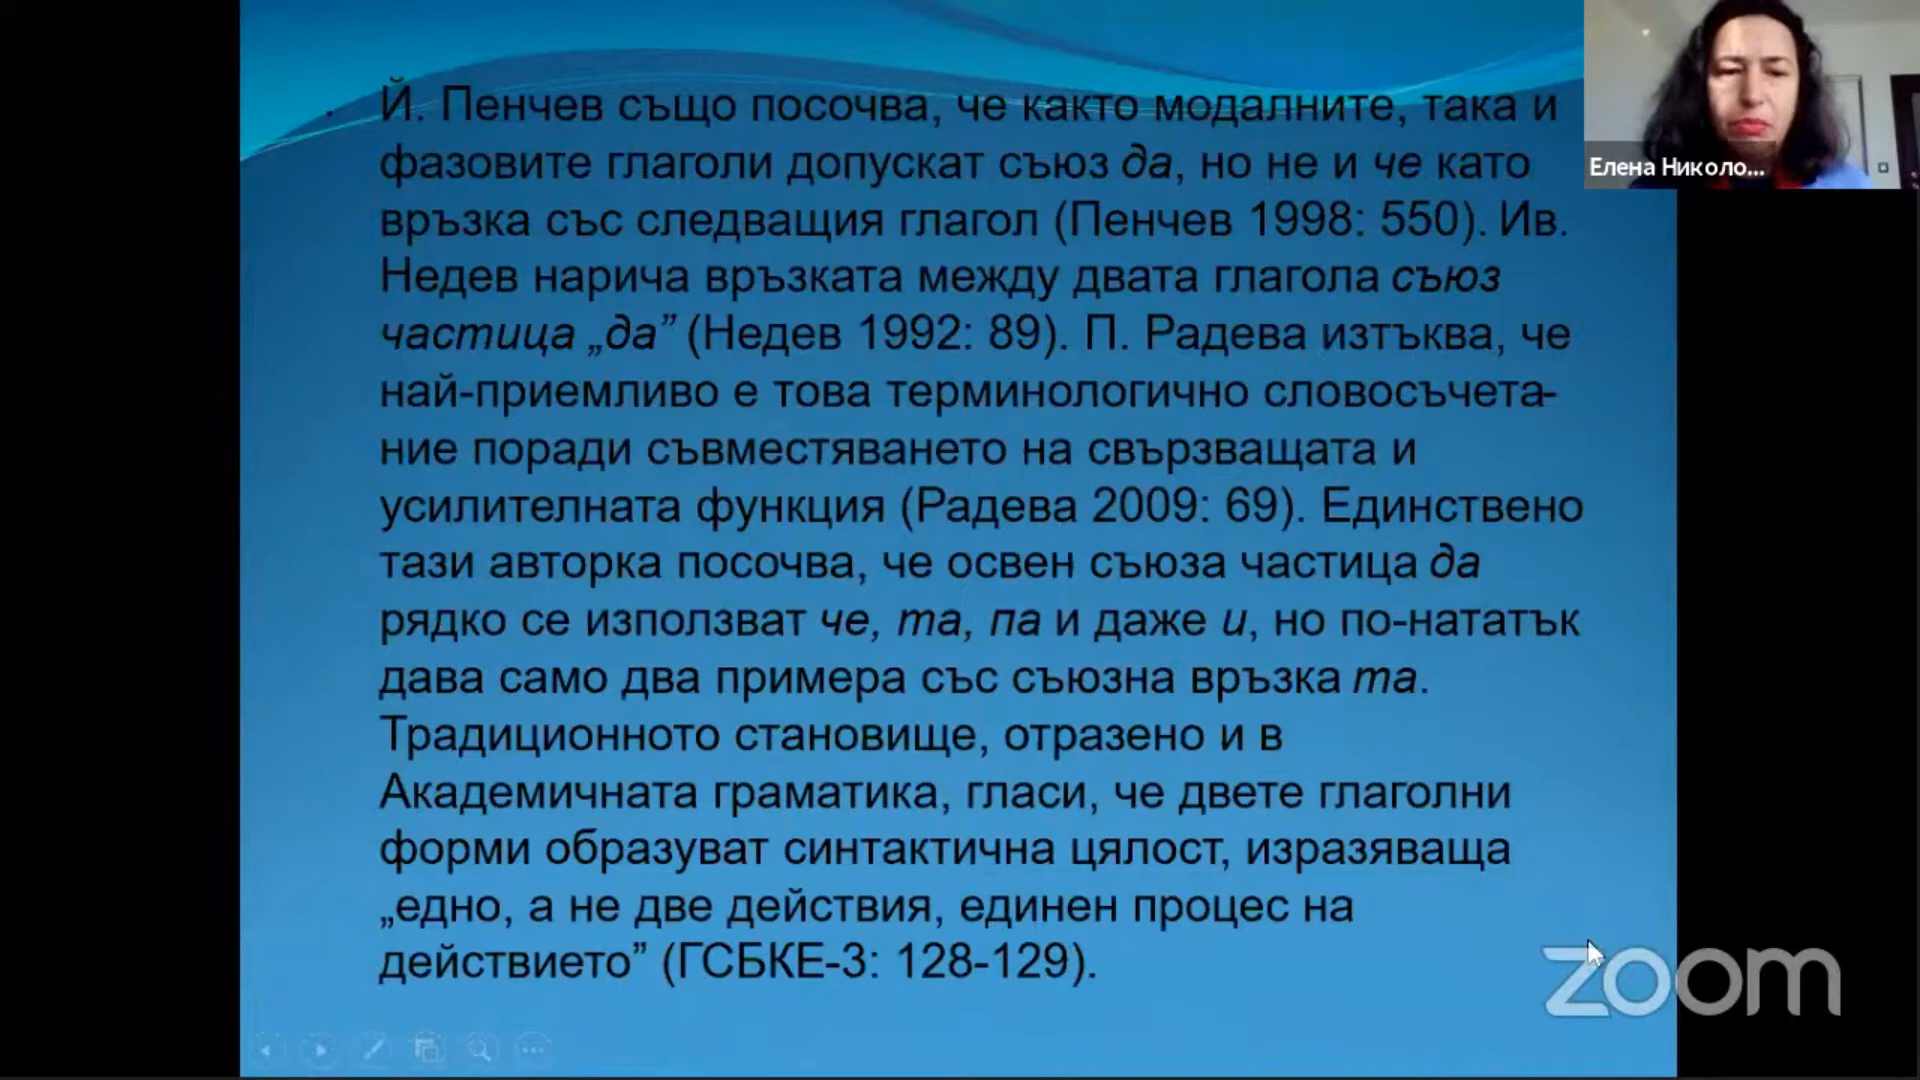 Й. Пенчев също посочва, че както модалните, така и
фазовите глаголи допускат съюз да, но не и че като
връзка със следващия глагол (Пенчев 1998: 550). Ив.
Недев нарича връзката между двата глагола съюз
частица „да” (Недев 1992: 89). П. Радева изтъква, че
най-приемливо е това терминологично словосъчета-
ние поради съвместяването на свързващата и
усилителната функция (Радева 2009: 69). Единствено
тази авторка посочва, че освен съюза частица да
рядко се използват че, та, па и даже и, но по-нататък
дава само два примера със съюзна връзка та.
Традиционното становище, отразено и в
Академичната граматика, гласи, че двете глаголни
форми образуват синтактична цялост, изразяваща
„едно, а не две действия, единен процес на
действието” (ГСБКЕ-3: 128-129).
Елена Николо...
zoom